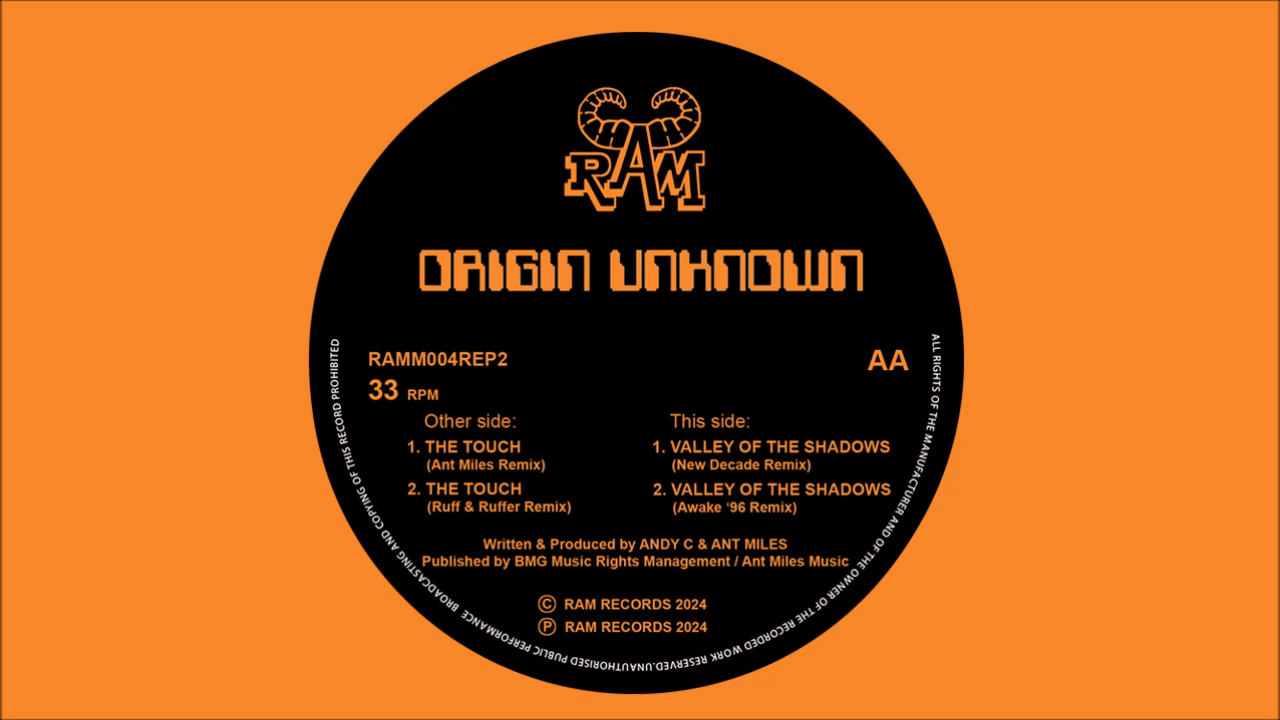 RAM
ORIGIN UNKNOWN
RAMM004REP2
AA
33 RPM
Other side:
1. THE TOUCH
(Ant Miles Remix)
2. THE TOUCH
(Ruff & Ruffer Remix)
This side:
1. VALLEY OF THE SHADOWS
(New Decade Remix)
2. VALLEY OF THE SHADOWS
(Awake ‘96 Remix)
Written & Produced by ANDY C & ANT MILES
Published by BMG Music Rights Management / Ant Miles Music
Ⓒ RAM RECORDS 2024
Ⓟ RAM RECORDS 2024
ALL RIGHTS OF THE MANUFACTURER AND OF THE OWNER OF THE RECORDED WORK RESERVED.UNAUTHORISED PUBLIC PERFORMANCE BROADCASTING AND COPYING OF THIS RECORD PROHIBITED